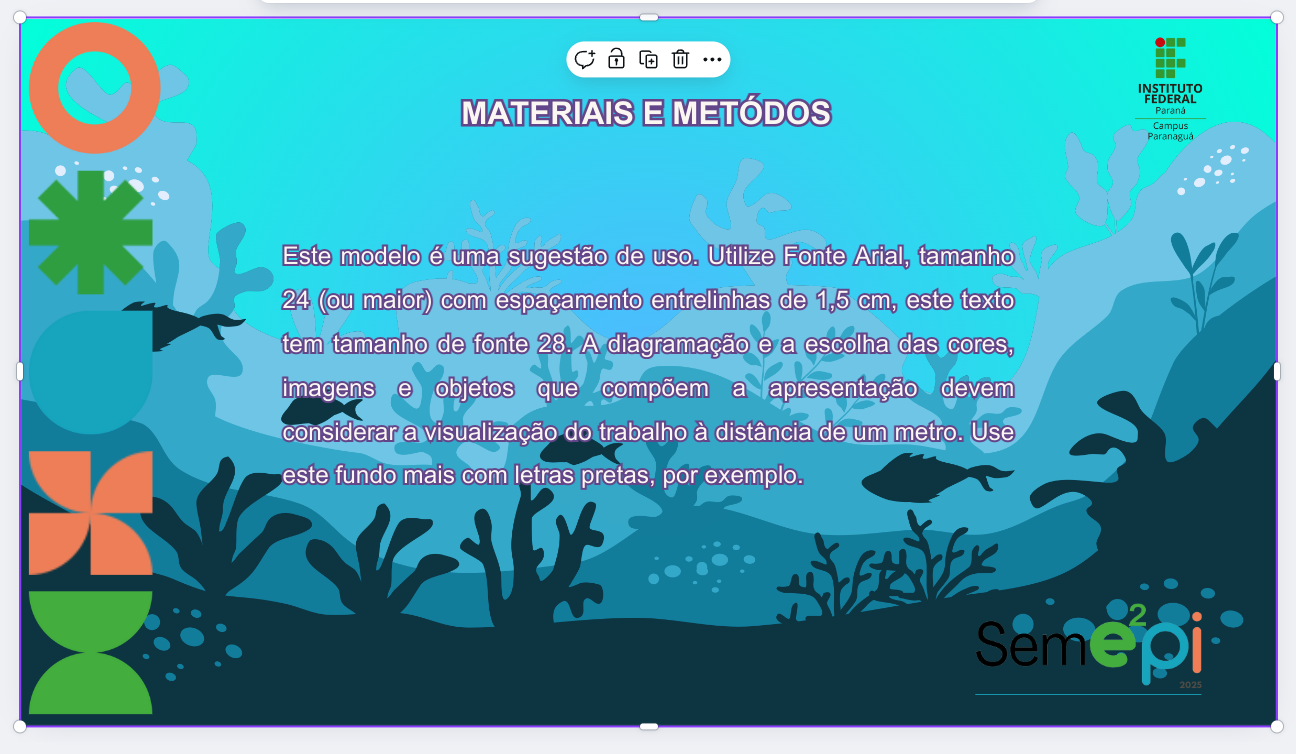 MATERIAIS E METÓDOS
INSTITUTO
FEDERAL
Paraná
Campus
Paranaguá
Este modelo é uma sugestão de uso. Utilize Fonte Arial, tamanho
24 (ou maior) com espaçamento entrelinhas de 1,5 cm, este texto
tem tamanho de fonte 28. A diagramação e a escolha das cores,
imagens e objetos que compõem a apresentação devem
considerar a visualização do trabalho à distância de um metro. Use
este fundo mais com letras pretas, por exemplo.
Seme²pi
2025